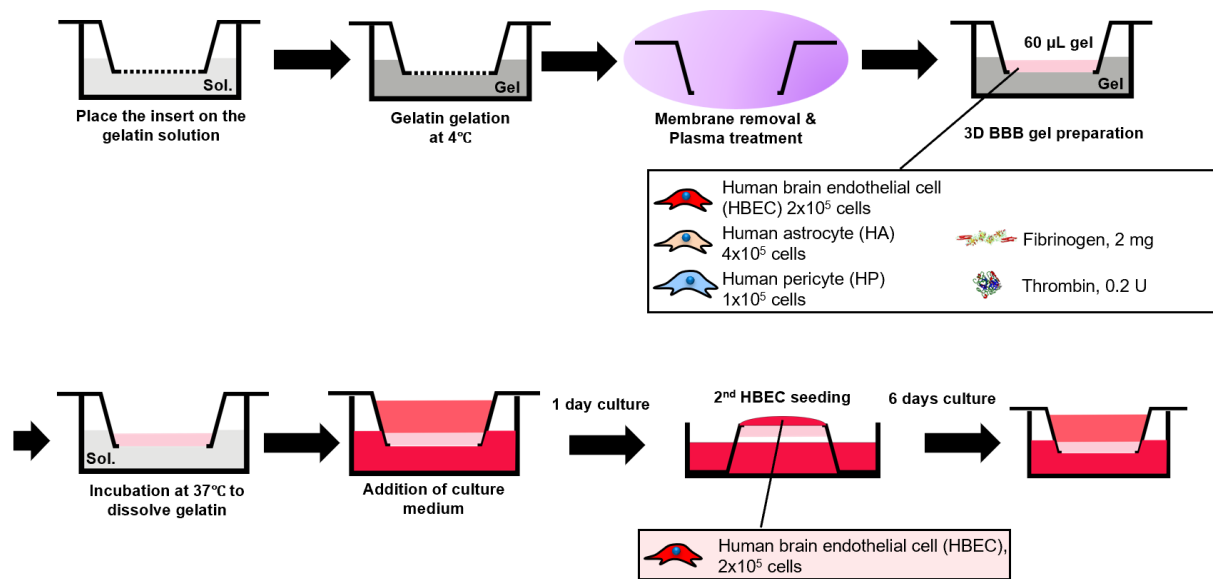 Sol.
Place the insert on the
gelatin solution
Gel
Gelatin gelation
at 4℃
Membrane removal &
Plasma treatment
60 µL gel
Gel
3D BBB gel preparation
Human brain endothelial cell
(HBEC) 2x10⁵ cells
Human astrocyte (HA)
4x10⁵ cells
Human pericyte (HP)
1x10⁵ cells
Fibrinogen, 2 mg
Thrombin, 0.2 U
Sol.
Incubation at 37℃ to
dissolve gelatin
Addition of culture
medium
1 day culture
2ⁿᵈ HBEC seeding
6 days culture
Human brain endothelial cell (HBEC),
2x10⁵ cells